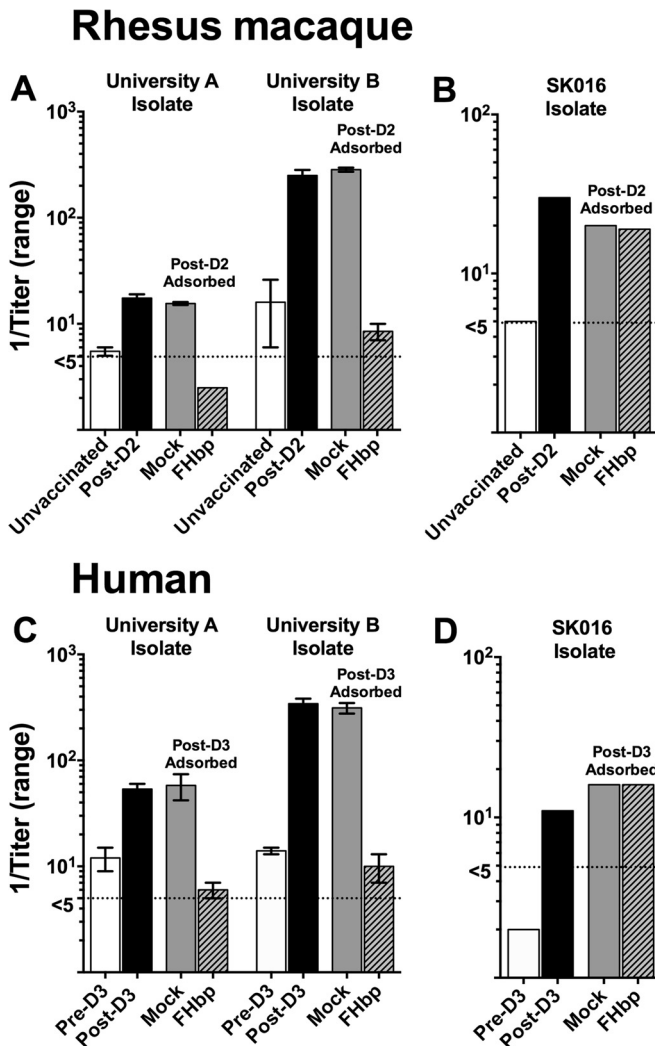 Rhesus macaque
A
University A
Isolate
University B
Isolate
1/Titer (range)
10³
10²
10¹
<5
Post-D2
Adsorbed
Post-D2
Adsorbed
Unvaccinated
Post-D2
Mock
FHbp
Unvaccinated
Post-D2
Mock
FHbp
B
SK016
Isolate
10²
10¹
<5
Post-D2
Adsorbed
Unvaccinated
Post-D2
Mock
FHbp
Human
C
University A
Isolate
University B
Isolate
1/Titer (range)
10³
10²
10¹
<5
Post-D3
Adsorbed
Post-D3
Adsorbed
Pre-D3
Post-D3
Mock
FHbp
Pre-D3
Post-D3
Mock
FHbp
D
SK016
Isolate
10²
10¹
<5
Post-D3
Adsorbed
Pre-D3
Post-D3
Mock
FHbp